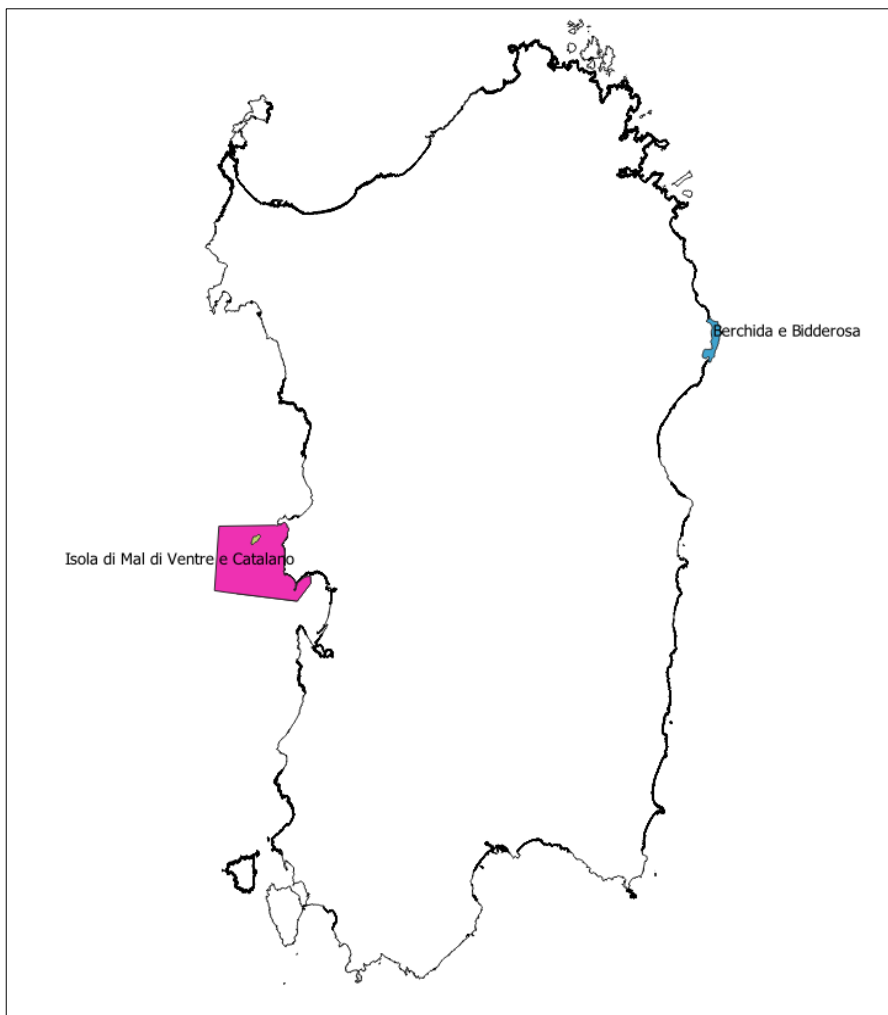 Berchida e Bidderosa
Isola di Mal di Ventre e Catalano